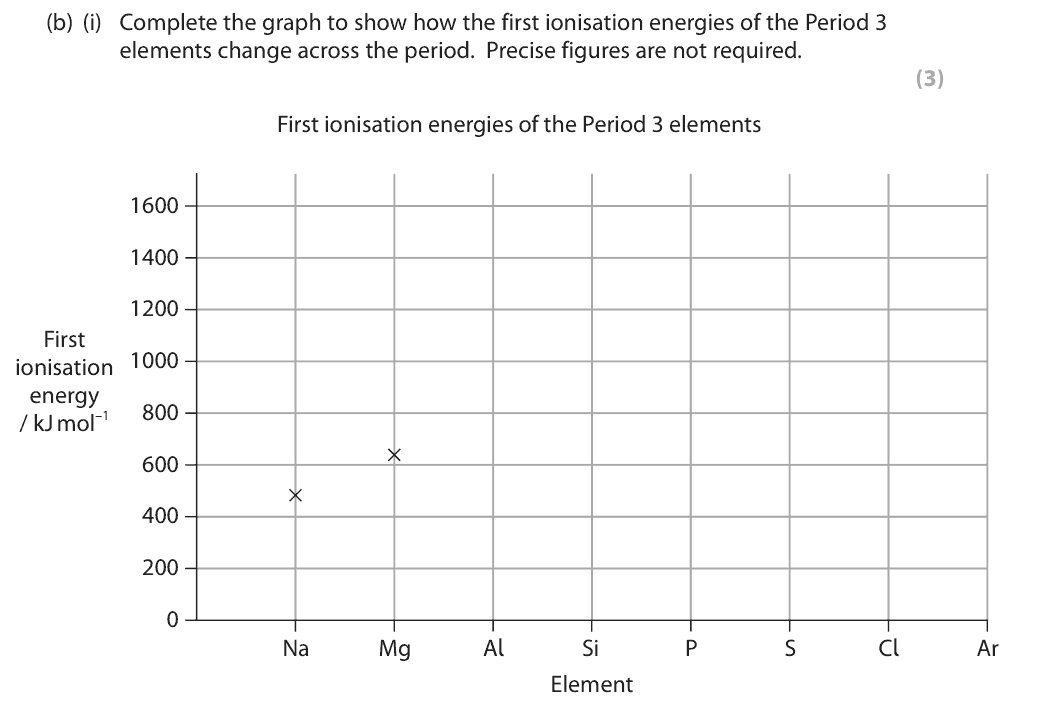 (b) (i) Complete the graph to show how the first ionisation energies of the Period 3
elements change across the period. Precise figures are not required.
(3)
First ionisation energies of the Period 3 elements
1600
1400
1200
First
ionisation
energy
/ kJ mol⁻¹
1000
800
600
400
200
0
Na Mg Al Si P S Cl Ar
Element